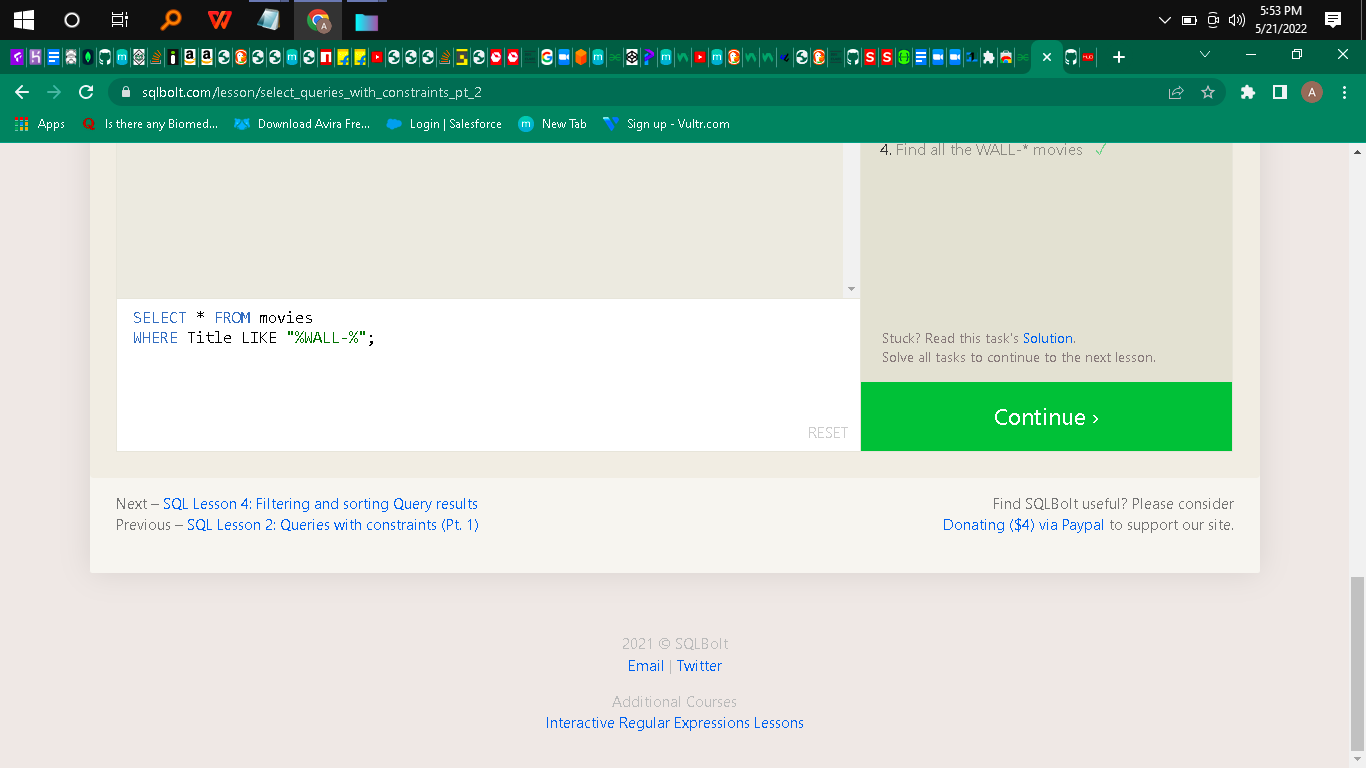 5:53 PM
5/21/2022
sqlbolt.com/lesson/select_queries_with_constraints_pt_2
A
Apps
Is there any Biomed...
Download Avira Fre...
Login | Salesforce
New Tab
Sign up - Vultr.com
4. Find all the WALL-* movies ✓
SELECT * FROM movies
WHERE Title LIKE "%WALL-%";
RESET
Stuck? Read this task's Solution.
Solve all tasks to continue to the next lesson.
Continue ›
Next – SQL Lesson 4: Filtering and sorting Query results
Previous – SQL Lesson 2: Queries with constraints (Pt. 1)
Find SQLBolt useful? Please consider
Donating ($4) via Paypal to support our site.
2021 © SQLBolt
Email | Twitter
Additional Courses
Interactive Regular Expressions Lessons